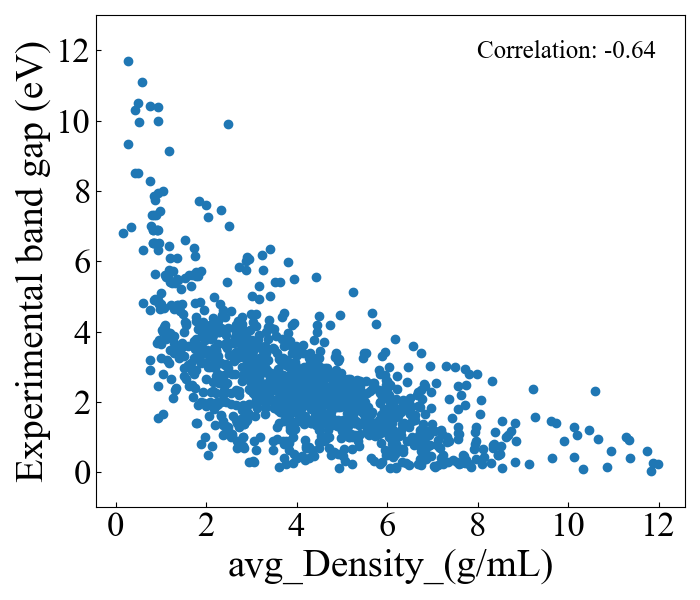 Correlation: -0.64
Experimental band gap (eV)
12
10
8
6
4
2
0
0 2 4 6 8 10 12
avg_Density_(g/mL)